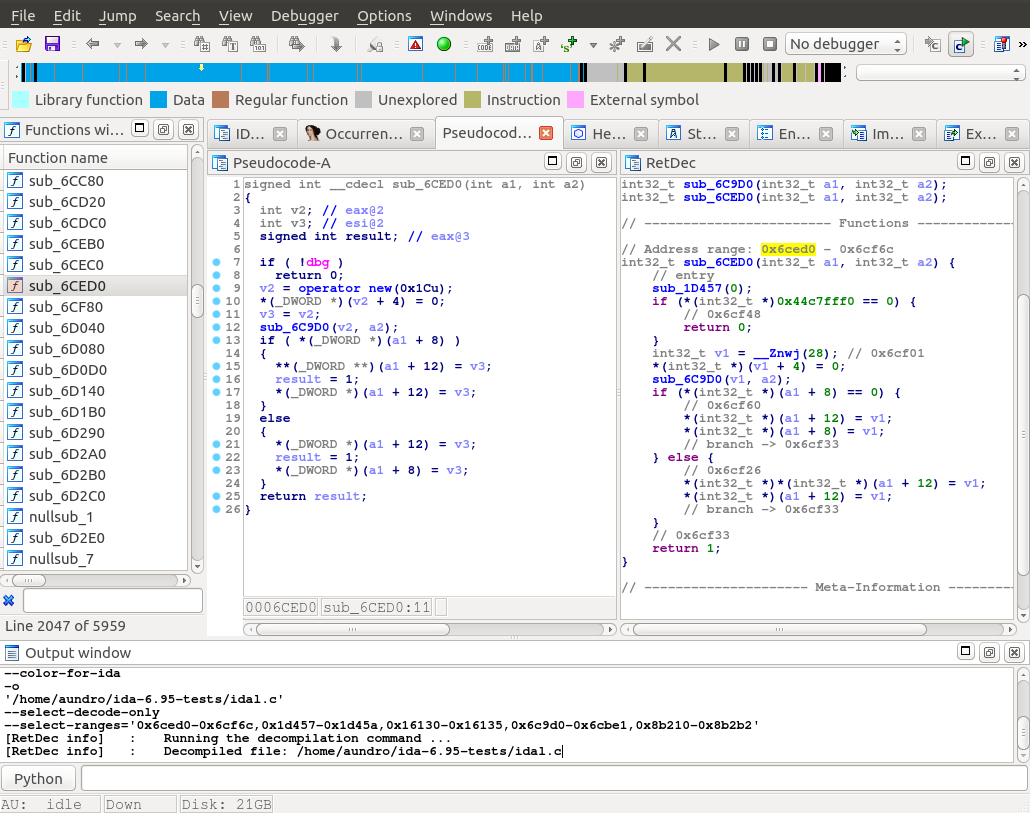 File Edit Jump Search View Debugger Options Windows Help
No debugger
Library function Data Regular function Unexplored Instruction External symbol
Functions wi...
ID... Occurren... Pseudocod... He... St... En... Im... Ex...
Function name
sub_6CC80
sub_6CD20
sub_6CDC0
sub_6CEB0
sub_6CEC0
sub_6CED0
sub_6CF80
sub_6D040
sub_6D080
sub_6D0D0
sub_6D140
sub_6D1B0
sub_6D290
sub_6D2A0
sub_6D2B0
sub_6D2C0
nullsub_1
sub_6D2E0
nullsub_7
Line 2047 of 5959
Pseudocode-A
1 signed int __cdecl sub_6CED0(int a1, int a2)
2 {
3 int v2; // eax@2
4 int v3; // esi@2
5 signed int result; // eax@3
6
7 if ( !dbg )
8 return 0;
9 v2 = operator new(0x1Cu);
10 *(_DWORD *)(v2 + 4) = 0;
11 v3 = v2;
12 sub_6C9D0(v2, a2);
13 if ( *(_DWORD *)(a1 + 8) )
14 {
15 **(_DWORD **)(a1 + 12) = v3;
16 result = 1;
17 *(_DWORD *)(a1 + 12) = v3;
18 }
19 else
20 {
21 *(_DWORD *)(a1 + 12) = v3;
22 result = 1;
23 *(_DWORD *)(a1 + 8) = v3;
24 }
25 return result;
26 }
0006CED0 sub_6CED0:11
RetDec
int32_t sub_6C9D0(int32_t a1, int32_t a2);
int32_t sub_6CED0(int32_t a1, int32_t a2);
// ------------------------ Functions ------------
// Address range: 0x6ced0 - 0x6cf6c
int32_t sub_6CED0(int32_t a1, int32_t a2) {
// entry
sub_1D457(0);
if (*(int32_t *)0x44c7fff0 == 0) {
// 0x6cf48
return 0;
}
int32_t v1 = __Znwj(28); // 0x6cf01
*(int32_t *)(v1 + 4) = 0;
sub_6C9D0(v1, a2);
if (*(int32_t *)(a1 + 8) == 0) {
// 0x6cf60
*(int32_t *)(a1 + 12) = v1;
*(int32_t *)(a1 + 8) = v1;
// branch -> 0x6cf33
} else {
// 0x6cf26
*(int32_t *)*(int32_t *)(a1 + 12) = v1;
*(int32_t *)(a1 + 12) = v1;
// branch -> 0x6cf33
}
// 0x6cf33
return 1;
}
// --------------------- Meta-Information --------
Output window
--color-for-ida
-o
'/home/aundro/ida-6.95-tests/ida1.c'
--select-decode-only
--select-ranges='0x6ced0-0x6cf6c,0x1d457-0x1d45a,0x16130-0x16135,0x6c9d0-0x6cbe1,0x8b210-0x8b2b2'
[RetDec info] : Running the decompilation command ...
[RetDec info] : Decompiled file: /home/aundro/ida-6.95-tests/ida1.c
Python
AU: idle Down Disk: 21GB